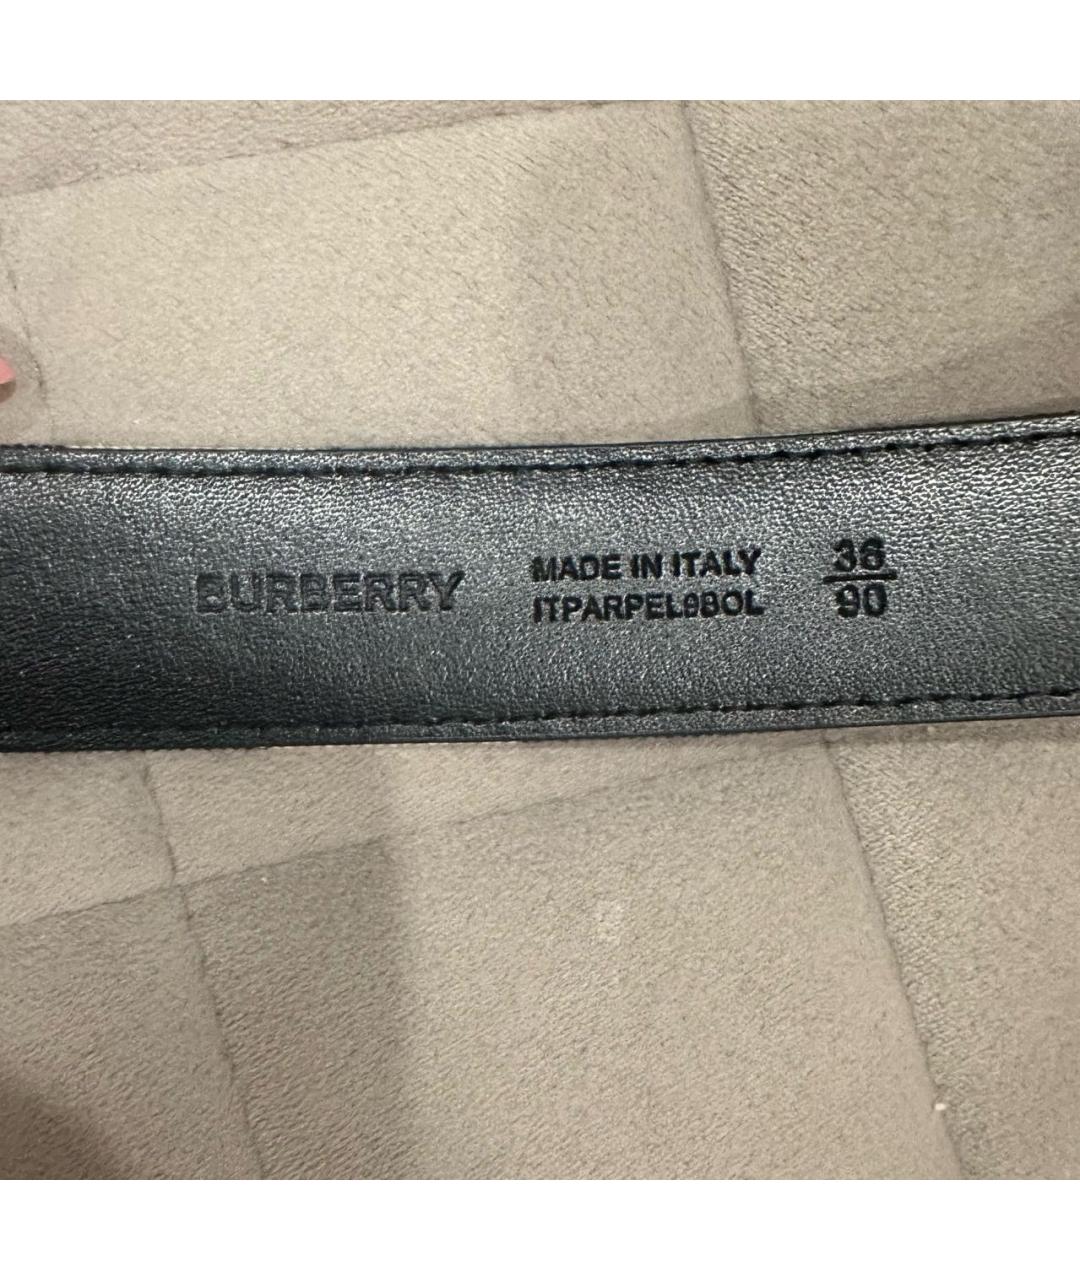 BURBERRY
MADE IN ITALY
ITPARPEL98OL
36
90